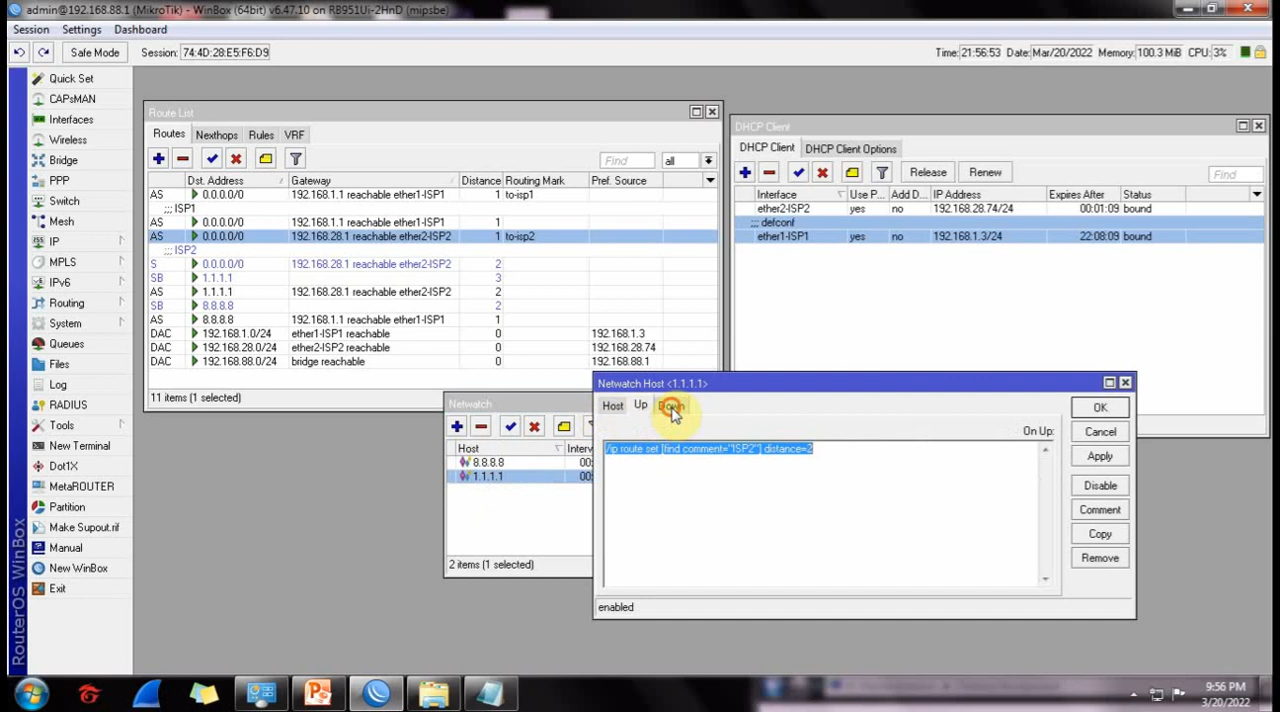 admin@192.168.88.1 (MikroTik) - WinBox (64bit) v6.47.10 on RB951Ui-2HnD (mipsbe)
Session Settings Dashboard
Safe Mode Session: 74:4D:28:E5:F6:D9 Time: 21:56:53 Date: Mar/20/2022 Memory: 100.3 MiB CPU: 3%
RouterOS WinBox
Quick Set
CAPsMAN
Interfaces
Wireless
Bridge
PPP
Switch
Mesh
IP
MPLS
IPv6
Routing
System
Queues
Files
Log
RADIUS
Tools
New Terminal
Dot1X
MetaROUTER
Partition
Make Supout.rif
Manual
New WinBox
Exit
Route List
Routes Nexthops Rules VRF
Find all
Dst. Address Gateway Distance Routing Mark Pref. Source
AS 0.0.0.0/0 192.168.1.1 reachable ether1-ISP1 1 to-isp1
;;; ISP1
AS 0.0.0.0/0 192.168.1.1 reachable ether1-ISP1 1
AS 0.0.0.0/0 192.168.28.1 reachable ether2-ISP2 1 to-isp2
;;; ISP2
S 0.0.0.0/0 192.168.28.1 reachable ether2-ISP2 2
SB 1.1.1.1 3
AS 1.1.1.1 192.168.28.1 reachable ether2-ISP2 2
SB 8.8.8.8 2
AS 8.8.8.8 192.168.1.1 reachable ether1-ISP1 1
DAC 192.168.1.0/24 ether1-ISP1 reachable 0 192.168.1.3
DAC 192.168.28.0/24 ether2-ISP2 reachable 0 192.168.28.74
DAC 192.168.88.0/24 bridge reachable 0 192.168.88.1
11 items (1 selected)
DHCP Client
DHCP Client DHCP Client Options
Release Renew Find
Interface Use P... Add D... IP Address Expires After Status
ether2-ISP2 yes no 192.168.28.74/24 00:01:09 bound
;;; defconf
ether1-ISP1 yes no 192.168.1.3/24 22:08:09 bound
Netwatch
Host Interv
8.8.8.8 00:
1.1.1.1 00:
2 items (1 selected)
Netwatch Host <1.1.1.1>
Host Up Down
On Up:
/ip route set [find comment="ISP2"] distance=2
OK
Cancel
Apply
Disable
Comment
Copy
Remove
enabled
9:56 PM
3/20/2022